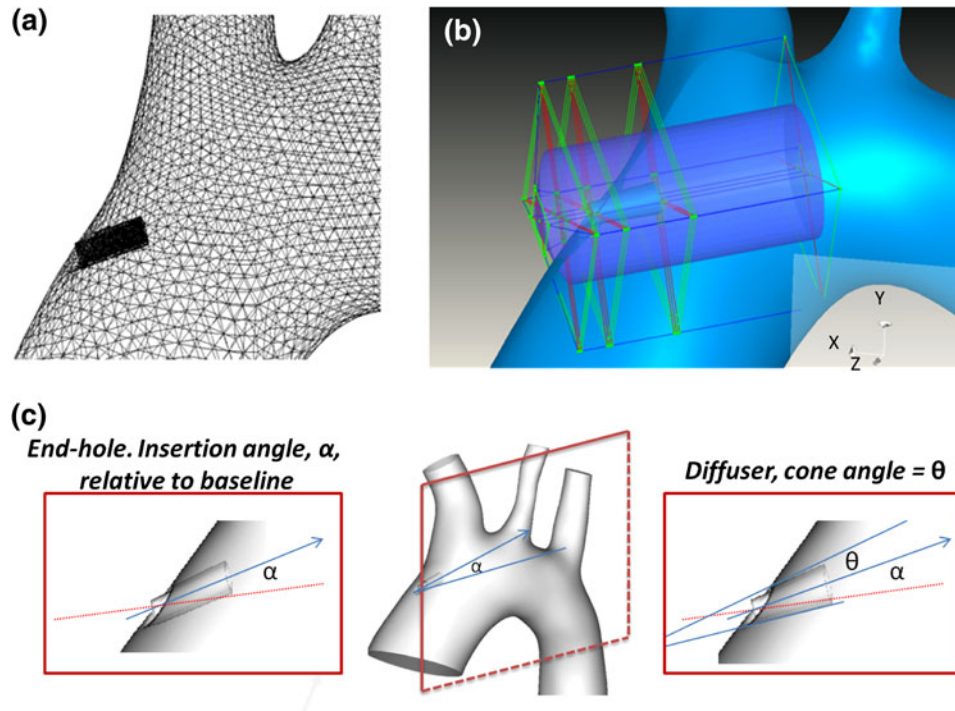 (a)
(b)
Y
X
Z
(c)
End-hole. Insertion angle, α,
relative to baseline
Diffuser, cone angle = θ
α
α
θ
α